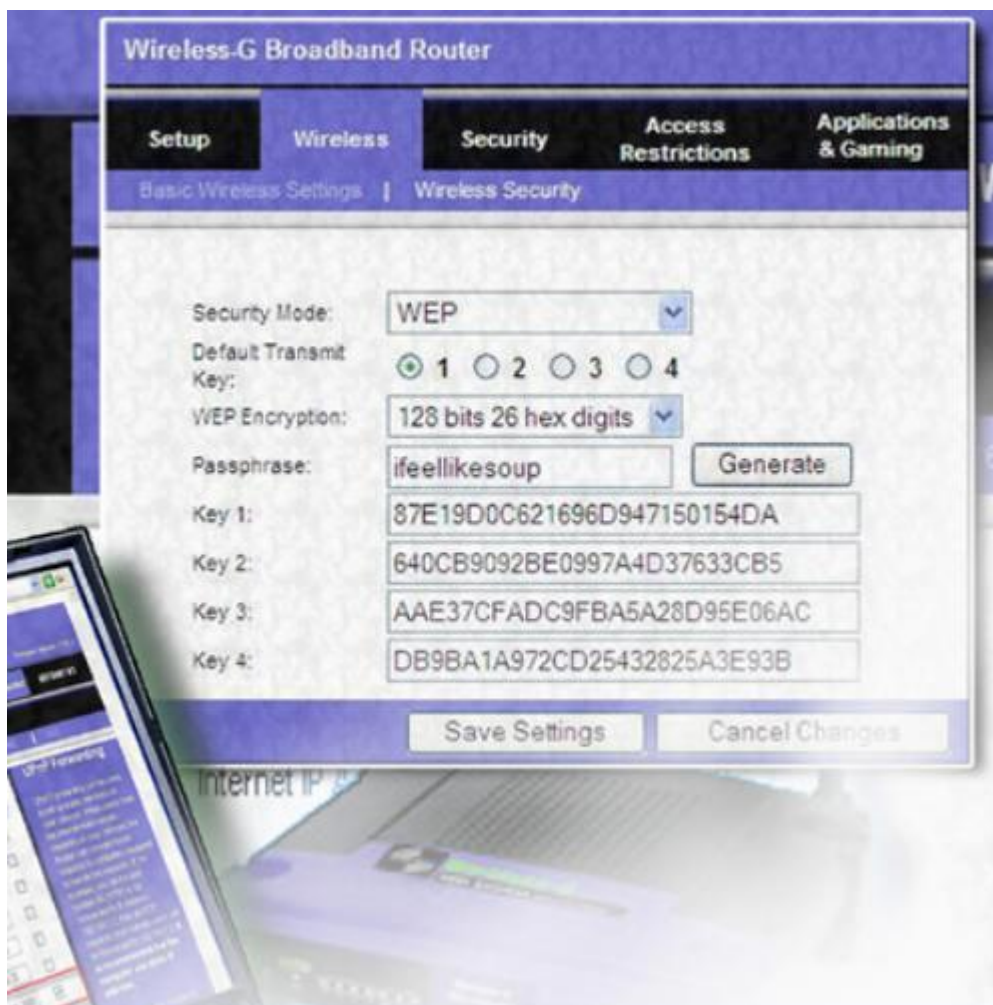 Wireless-G Broadband Router
Setup
Wireless
Security
Access
Restrictions
Applications
& Gaming
Basic Wireless Settings | Wireless Security
Security Mode: WEP
Default Transmit
Key: 1 2 3 4
WEP Encryption: 128 bits 26 hex digits
Passphrase: ifeellikesoup Generate
Key 1: 87E19D0C621696D947150154DA
Key 2: 640CB9092BE0997A4D37633CB5
Key 3: AAE37CFADC9FBA5A28D95E06AC
Key 4: DB9BA1A972CD25432825A3E93B
Save Settings Cancel Changes
Internet IP
UPnP Forwarding